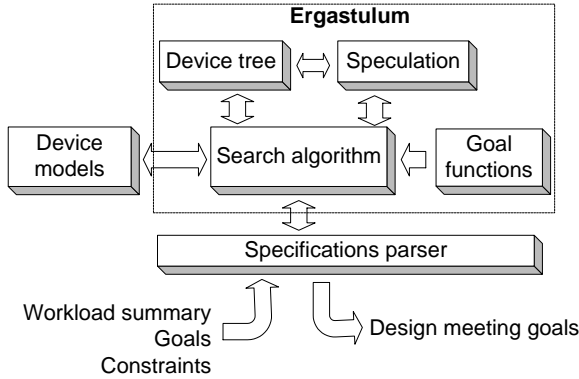 Ergastulum
Device tree
Speculation
Device
models
Search algorithm
Goal
functions
Specifications parser
Workload summary
Goals
Constraints
Design meeting goals